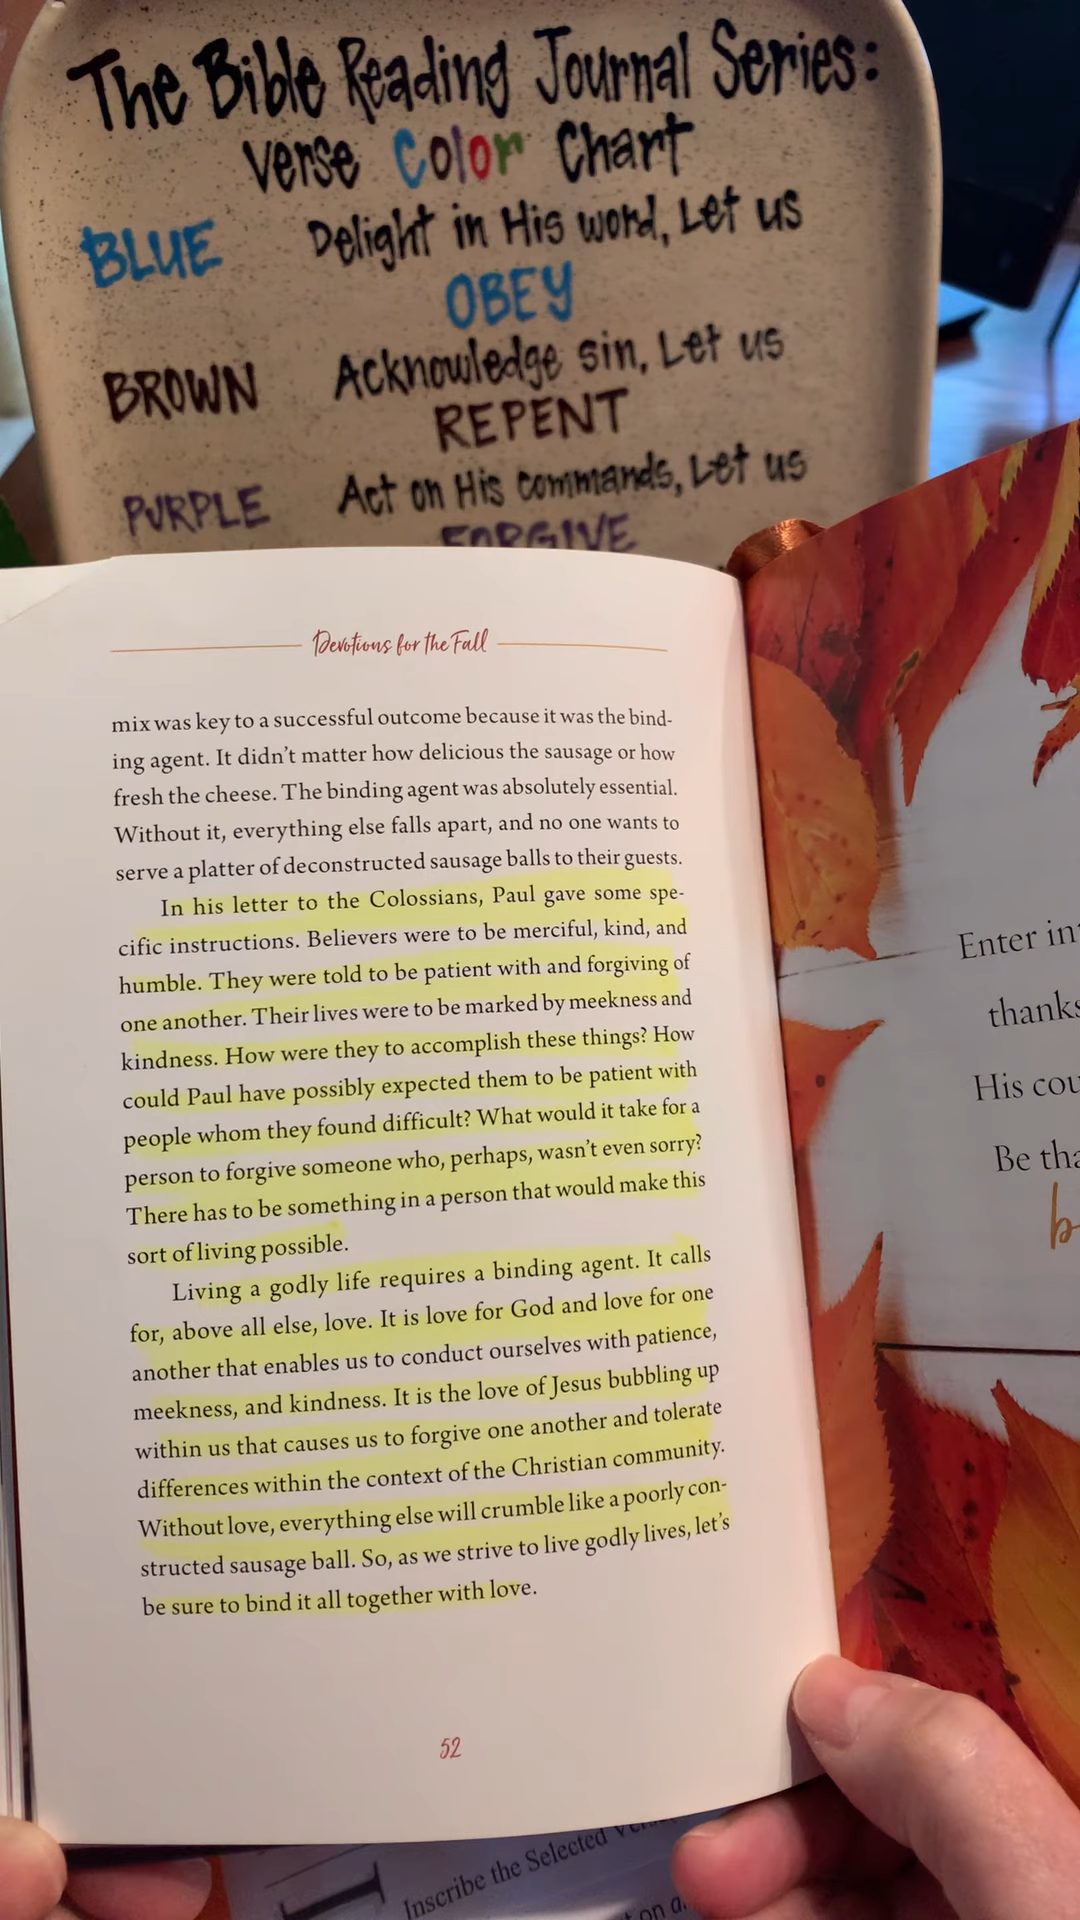 The Bible Reading Journal Series:
Verse Color Chart
BLUE Delight in His word, Let us
OBEY
BROWN Acknowledge sin, Let us
REPENT
PURPLE Act on His commands, Let us
FORGIVE
Devotions for the Fall
mix was key to a successful outcome because it was the bind-
ing agent. It didn't matter how delicious the sausage or how
fresh the cheese. The binding agent was absolutely essential.
Without it, everything else falls apart, and no one wants to
serve a platter of deconstructed sausage balls to their guests.
In his letter to the Colossians, Paul gave some spe-
cific instructions. Believers were to be merciful, kind, and
humble. They were told to be patient with and forgiving of
one another. Their lives were to be marked by meekness and
kindness. How were they to accomplish these things? How
could Paul have possibly expected them to be patient with
people whom they found difficult? What would it take for a
person to forgive someone who, perhaps, wasn't even sorry?
There has to be something in a person that would make this
sort of living possible.
Living a godly life requires a binding agent. It calls
for, above all else, love. It is love for God and love for one
another that enables us to conduct ourselves with patience,
meekness, and kindness. It is the love of Jesus bubbling up
within us that causes us to forgive one another and tolerate
differences within the context of the Christian community.
Without love, everything else will crumble like a poorly con-
structed sausage ball. So, as we strive to live godly lives, let's
be sure to bind it all together with love.
52
Enter
thanks
His
Be
Inscribe the Selected
on